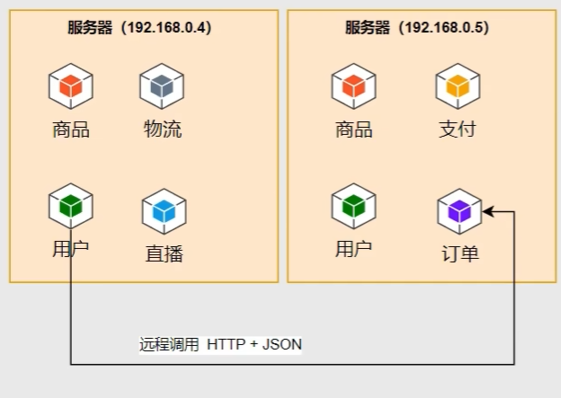 服务器（192.168.0.4）
商品
物流
用户
直播
服务器（192.168.0.5）
商品
支付
用户
订单
远程调用 HTTP + JSON